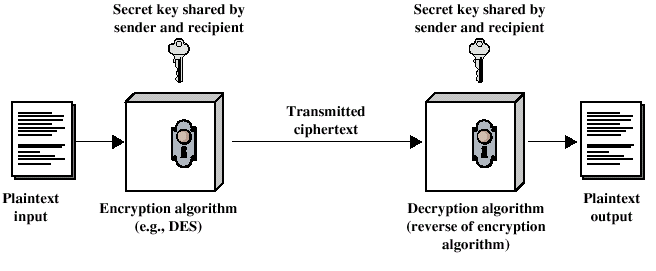 Secret key shared by
sender and recipient
Secret key shared by
sender and recipient
Transmitted
ciphertext
Plaintext
input
Encryption algorithm
(e.g., DES)
Decryption algorithm
(reverse of encryption
algorithm)
Plaintext
output